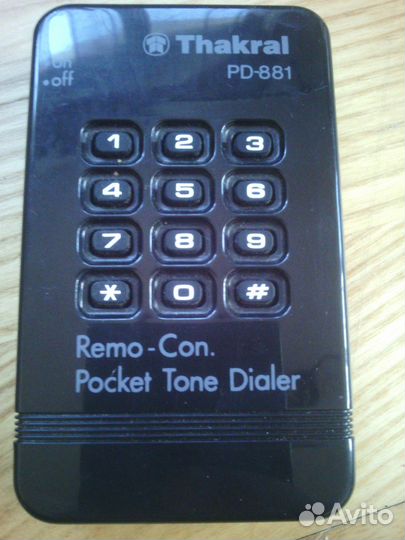 Thakral
PD-881
•on
•off
1 2 3
4 5 6
7 8 9
* 0 #
Remo-Con.
Pocket Tone Dialer
Avito